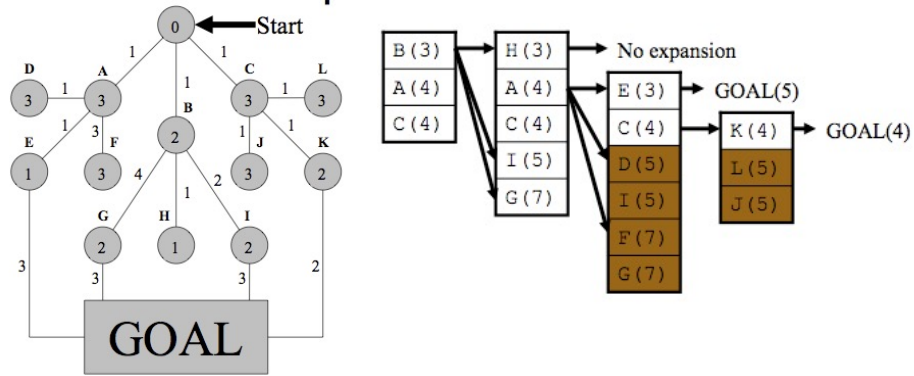 0
Start
1
1
1
D
A
C
L
3
1
3
3
1
3
B
2
E
1
3
F
1
J
1
K
1
3
3
2
4
1
2
G
H
I
2
1
2
3
3
3
2
GOAL
B(3)
A(4)
C(4)
H(3)
A(4)
C(4)
I(5)
G(7)
No expansion
E(3)
C(4)
D(5)
I(5)
F(7)
G(7)
GOAL(5)
K(4)
L(5)
J(5)
GOAL(4)